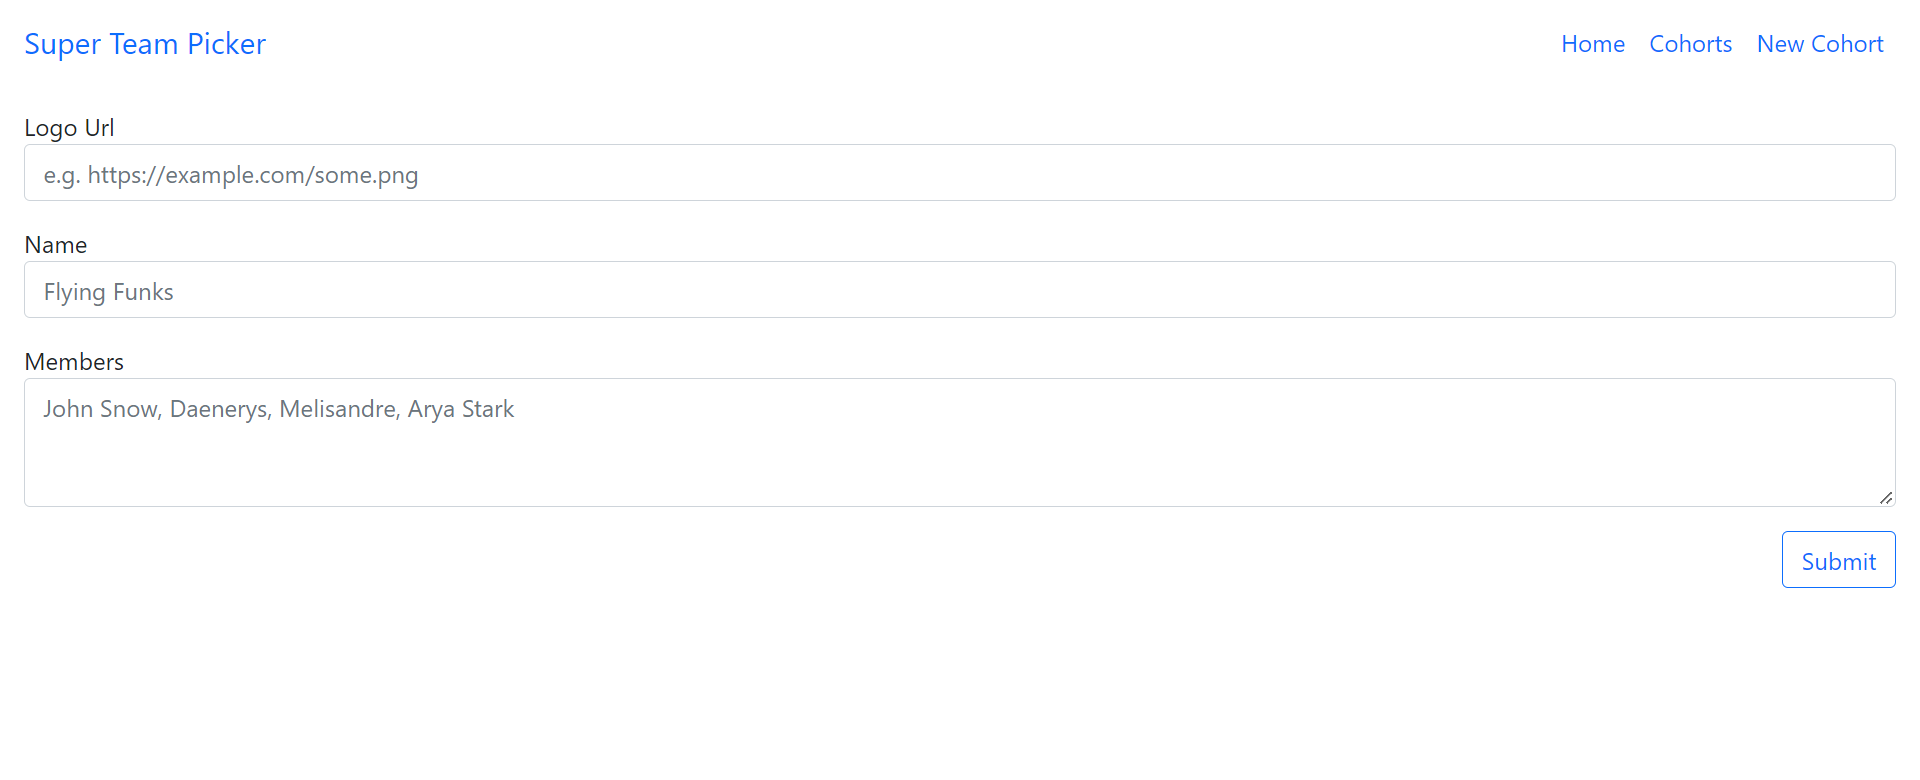 Super Team Picker Home Cohorts New Cohort
Logo Url
e.g. https://example.com/some.png
Name
Flying Funks
Members
John Snow, Daenerys, Melisandre, Arya Stark
Submit